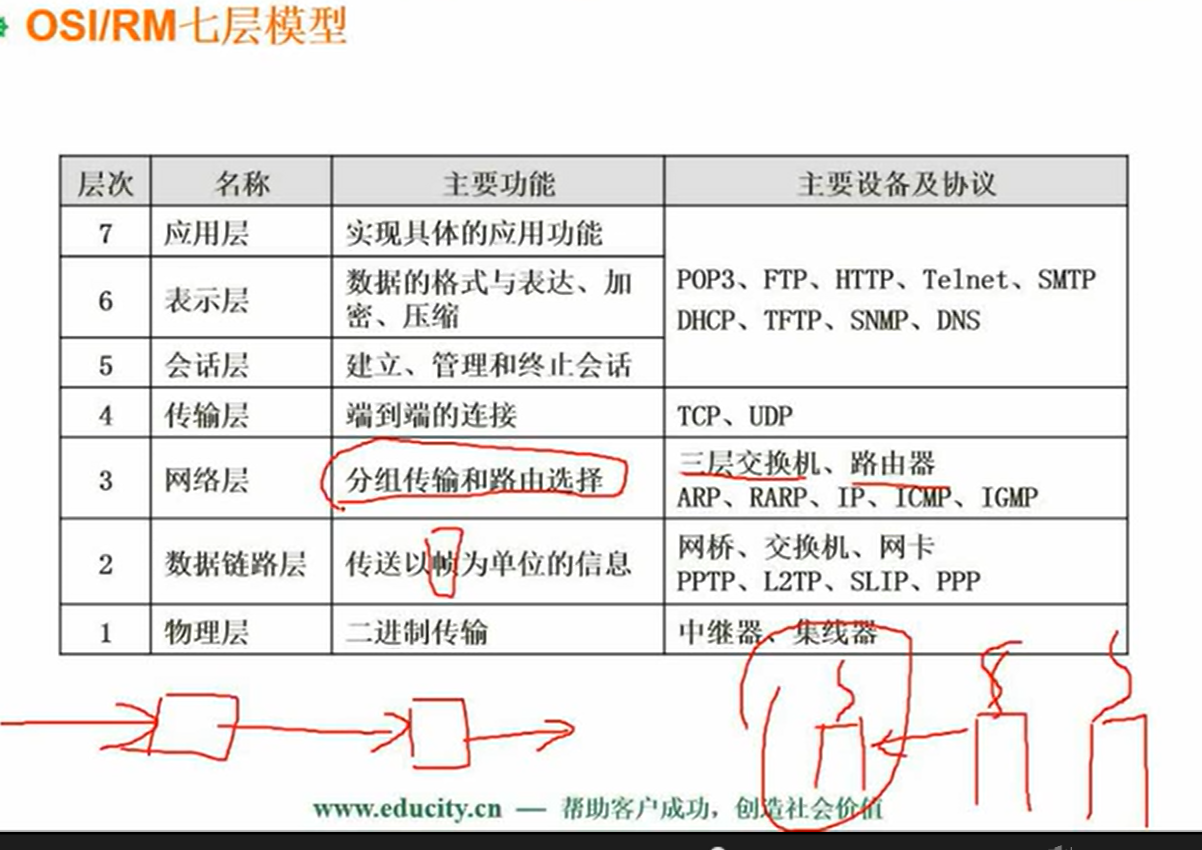 OSI/RM七层模型
层次 名称 主要功能 主要设备及协议
7 应用层 实现具体的应用功能
6 表示层 数据的格式与表达、加
密、压缩
5 会话层 建立、管理和终止会话
POP3、FTP、HTTP、Telnet、SMTP
DHCP、TFTP、SNMP、DNS
4 传输层 端到端的连接 TCP、UDP
3 网络层 分组传输和路由选择 三层交换机、路由器
ARP、RARP、IP、ICMP、IGMP
2 数据链路层 传送以帧为单位的信息 网桥、交换机、网卡
PPTP、L2TP、SLIP、PPP
1 物理层 二进制传输 中继器、集线器
www.educity.cn — 帮助客户成功，创造社会价值